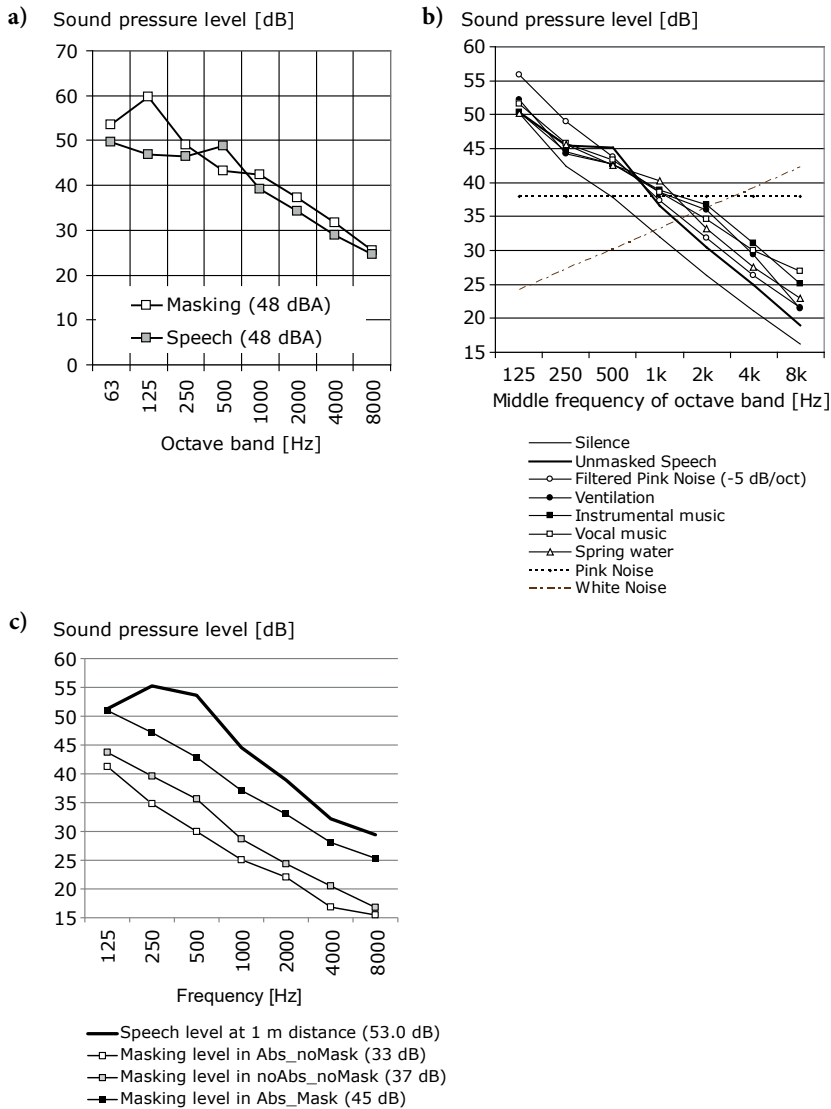 a) Sound pressure level [dB]
70
60
50
40
30
20
10
0
Masking (48 dBA)
Speech (48 dBA)
63 125 250 500 1000 2000 4000 8000
Octave band [Hz]
b) Sound pressure level [dB]
60
55
50
45
40
35
30
25
20
15
125 250 500 1k 2k 4k 8k
Middle frequency of octave band [Hz]
Silence
Unmasked Speech
Filtered Pink Noise (-5 dB/oct)
Ventilation
Instrumental music
Vocal music
Spring water
Pink Noise
White Noise
c) Sound pressure level [dB]
60
55
50
45
40
35
30
25
20
15
125 250 500 1000 2000 4000 8000
Frequency [Hz]
Speech level at 1 m distance (53.0 dB)
Masking level in Abs_noMask (33 dB)
Masking level in noAbs_noMask (37 dB)
Masking level in Abs_Mask (45 dB)